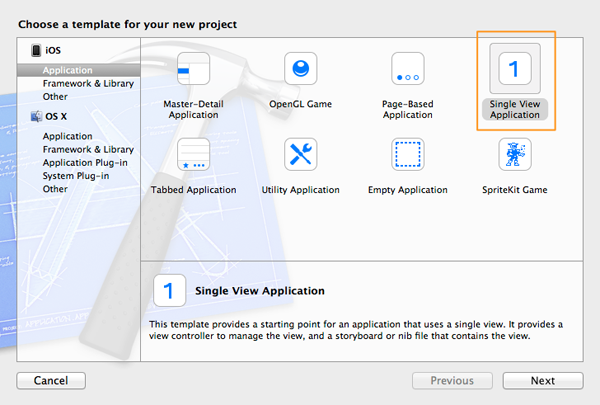 Choose a template for your new project
iOS
Application
Framework & Library
Other
OS X
Application
Framework & Library
Application Plug-in
System Plug-in
Other
Master-Detail
Application
OpenGL Game
Page-Based
Application
1
Single View
Application
Tabbed Application
Utility Application
Empty Application
SpriteKit Game
1
Single View Application
This template provides a starting point for an application that uses a single view. It provides a
view controller to manage the view, and a storyboard or nib file that contains the view.
Cancel
Previous
Next